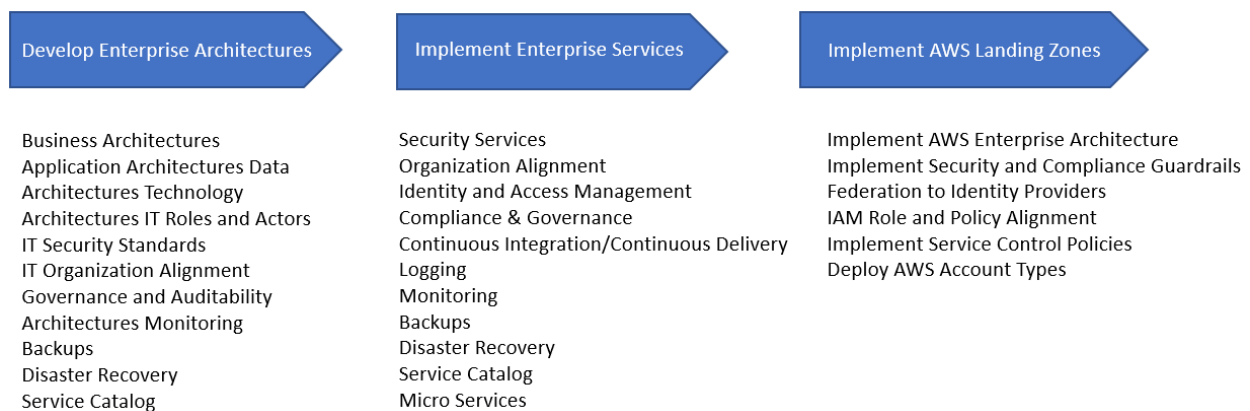 Develop Enterprise Architectures
Implement Enterprise Services
Implement AWS Landing Zones
Business Architectures
Application Architectures Data
Architectures Technology
Architectures IT Roles and Actors
IT Security Standards
IT Organization Alignment
Governance and Auditability
Architectures Monitoring
Backups
Disaster Recovery
Service Catalog
Security Services
Organization Alignment
Identity and Access Management
Compliance & Governance
Continuous Integration/Continuous Delivery
Logging
Monitoring
Backups
Disaster Recovery
Service Catalog
Micro Services
Implement AWS Enterprise Architecture
Implement Security and Compliance Guardrails
Federation to Identity Providers
IAM Role and Policy Alignment
Implement Service Control Policies
Deploy AWS Account Types